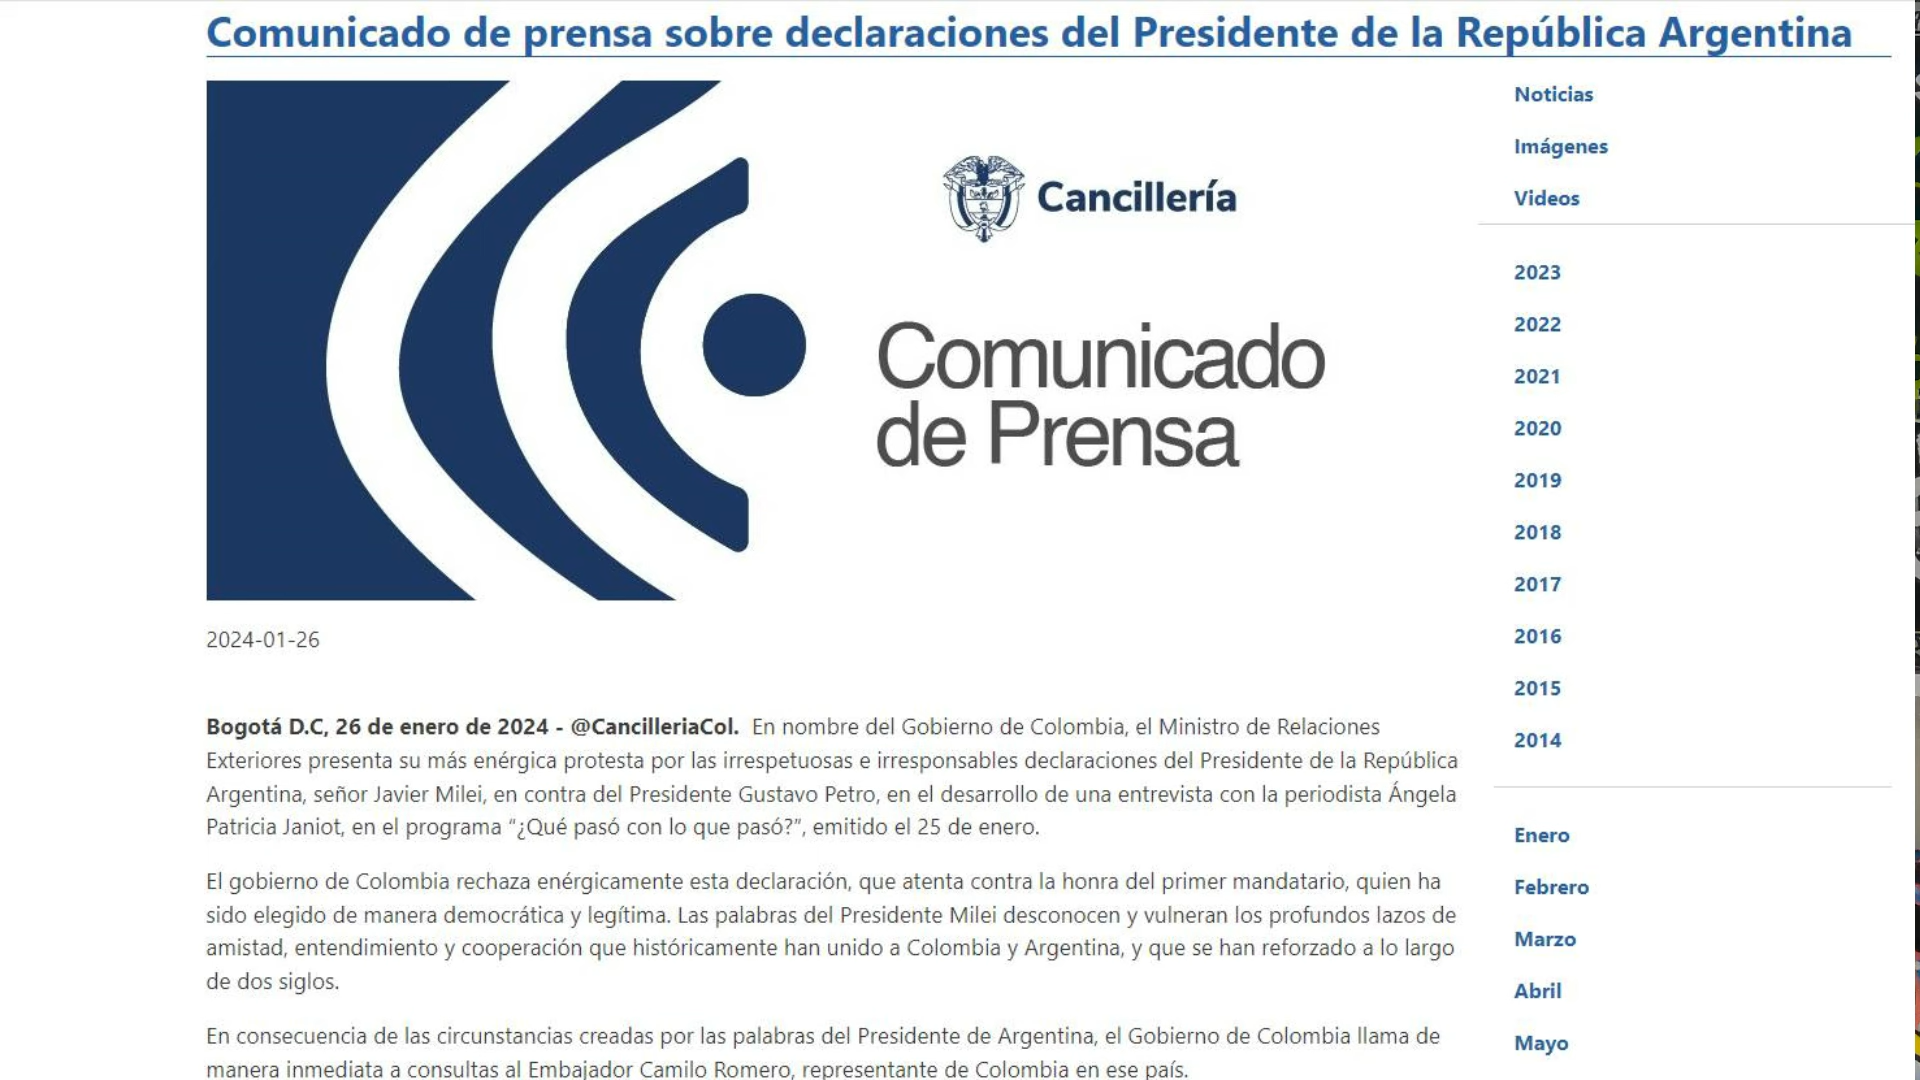 Comunicado de prensa sobre declaraciones del Presidente de la República Argentina
Cancillería
Comunicado
de Prensa
2024-01-26
Bogotá D.C, 26 de enero de 2024 - @CancilleriaCol. En nombre del Gobierno de Colombia, el Ministro de Relaciones
Exteriores presenta su más enérgica protesta por las irrespetuosas e irresponsables declaraciones del Presidente de la República
Argentina, señor Javier Milei, en contra del Presidente Gustavo Petro, en el desarrollo de una entrevista con la periodista Ángela
Patricia Janiot, en el programa “¿Qué pasó con lo que pasó?”, emitido el 25 de enero.
El gobierno de Colombia rechaza enérgicamente esta declaración, que atenta contra la honra del primer mandatario, quien ha
sido elegido de manera democrática y legítima. Las palabras del Presidente Milei desconocen y vulneran los profundos lazos de
amistad, entendimiento y cooperación que históricamente han unido a Colombia y Argentina, y que se han reforzado a lo largo
de dos siglos.
En consecuencia de las circunstancias creadas por las palabras del Presidente de Argentina, el Gobierno de Colombia llama de
manera inmediata a consultas al Embajador Camilo Romero, representante de Colombia en ese país.
Noticias
Imágenes
Videos
2023
2022
2021
2020
2019
2018
2017
2016
2015
2014
Enero
Febrero
Marzo
Abril
Mayo